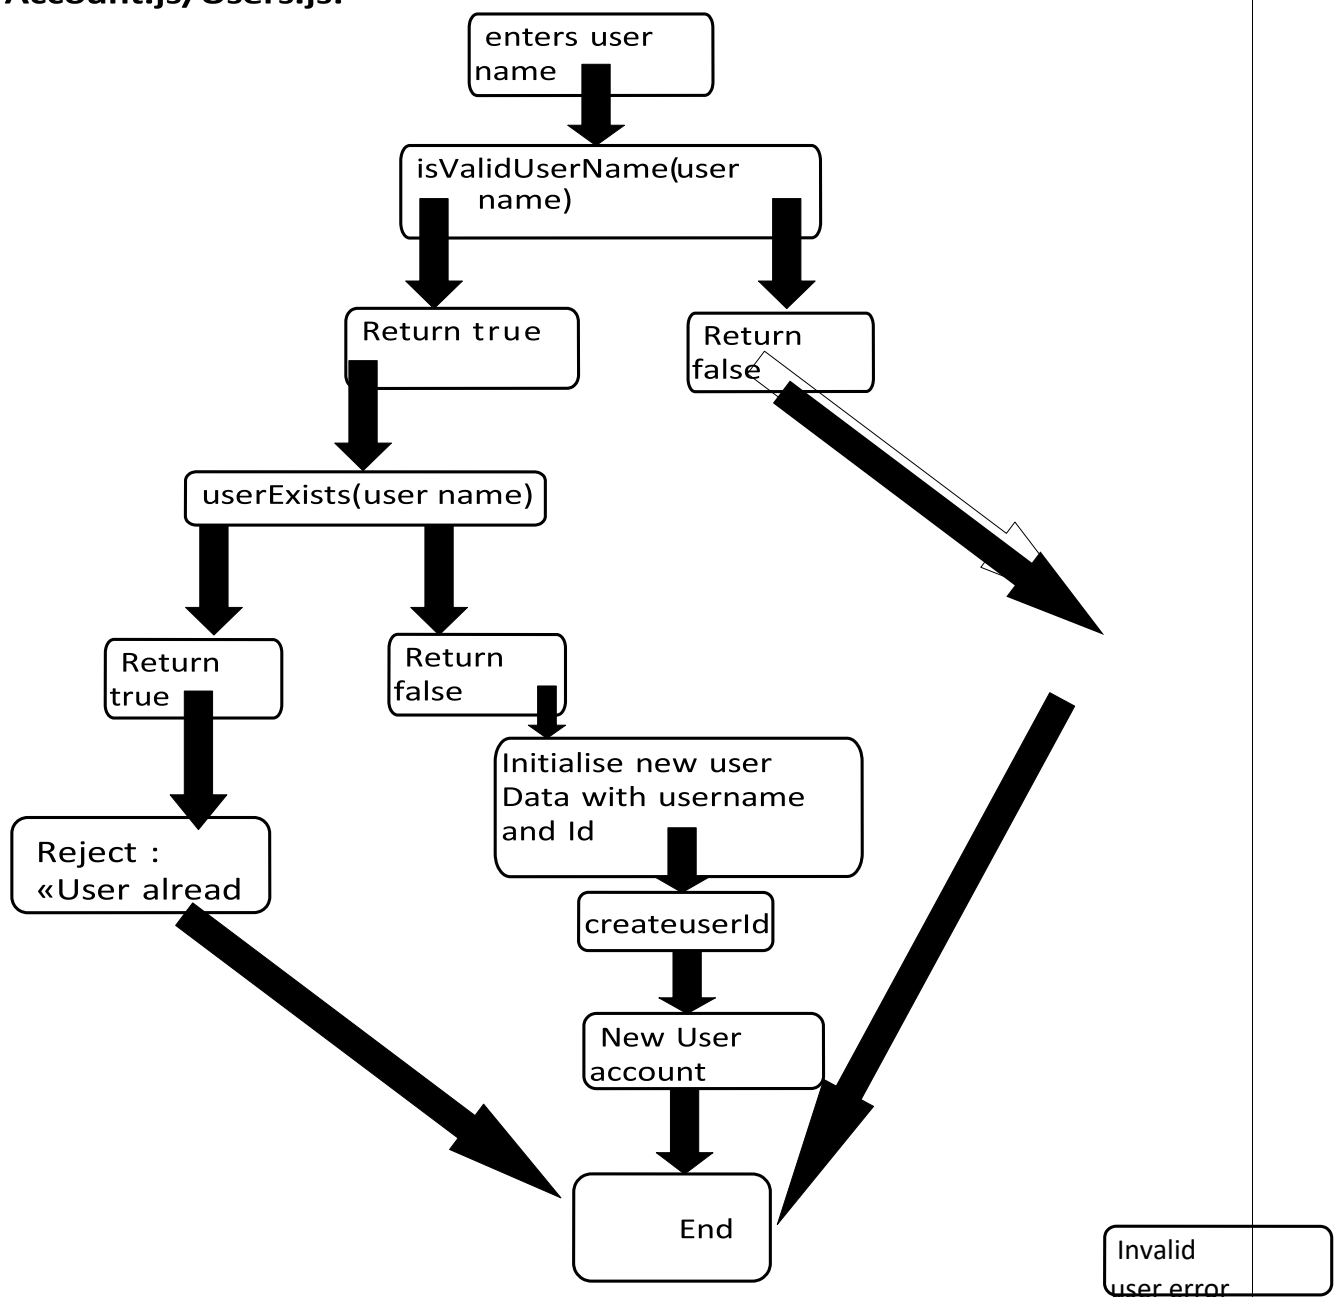 Account.js/Users.js:
enters user
name
isValidUserName(user
name)
Return true
Return
false
userExists(user name)
Return
true
Return
false
Initialise new user
Data with username
and Id
Reject :
«User alread
createuserId
New User
account
End
Invalid
user error